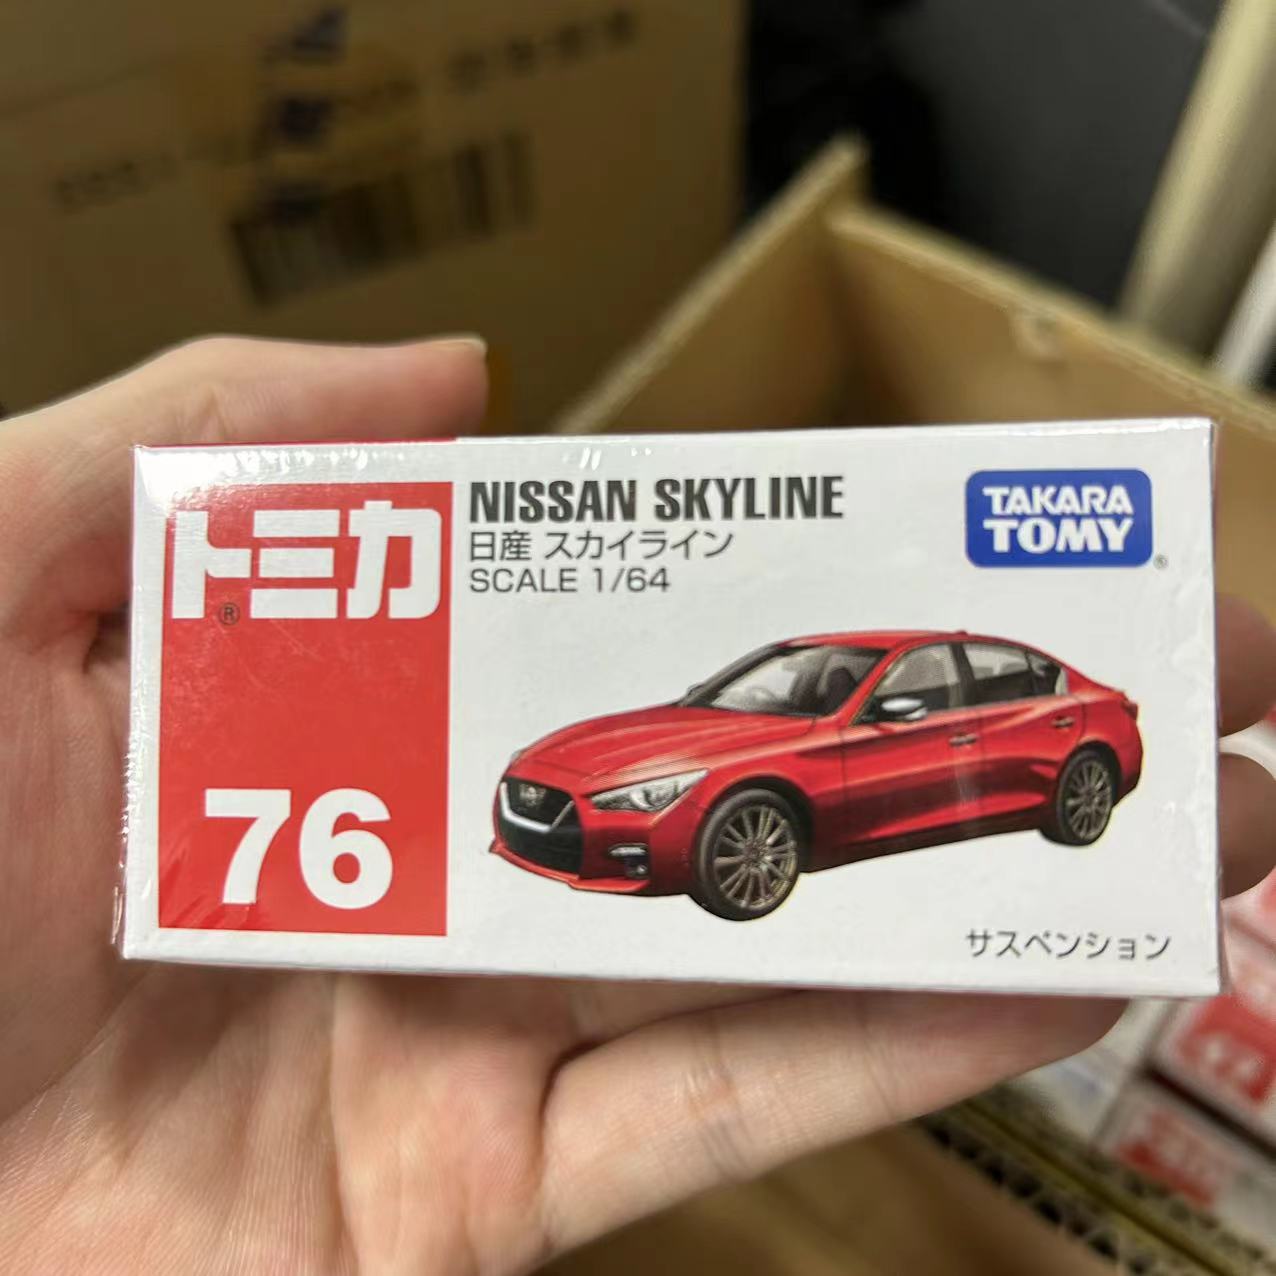 トミカ
®
76
NISSAN SKYLINE
日産 スカイライン
SCALE 1/64
TAKARA
TOMY
®
サスペンション